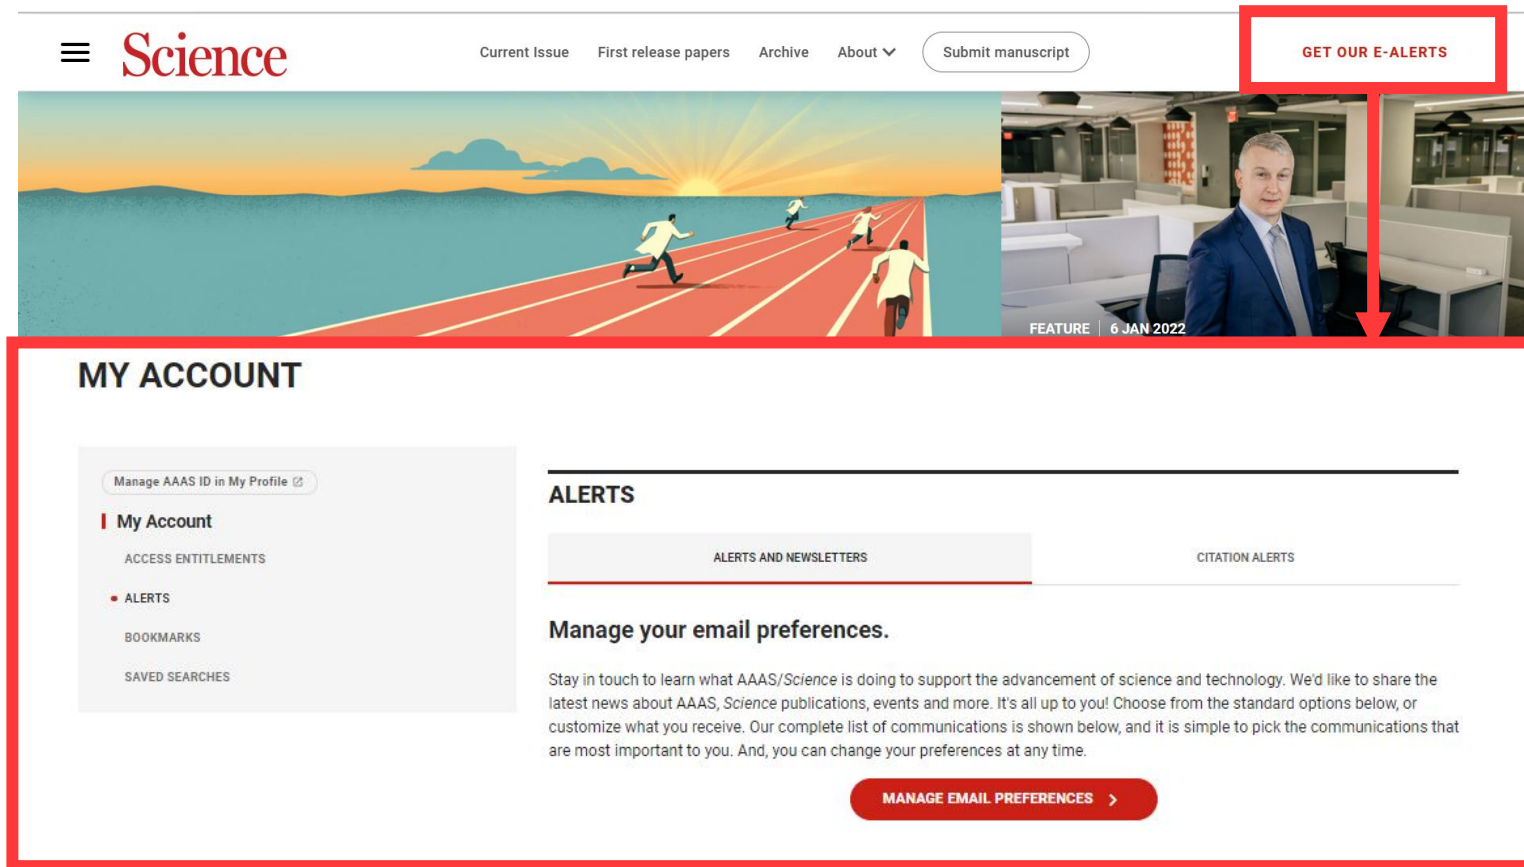 Science
Current Issue First release papers Archive About Submit manuscript
GET OUR E-ALERTS
FEATURE | 6 JAN 2022
MY ACCOUNT
Manage AAAS ID in My Profile
My Account
ACCESS ENTITLEMENTS
ALERTS
BOOKMARKS
SAVED SEARCHES
ALERTS
ALERTS AND NEWSLETTERS CITATION ALERTS
Manage your email preferences.
Stay in touch to learn what AAAS/Science is doing to support the advancement of science and technology. We'd like to share the
latest news about AAAS, Science publications, events and more. It's all up to you! Choose from the standard options below, or
customize what you receive. Our complete list of communications is shown below, and it is simple to pick the communications that
are most important to you. And, you can change your preferences at any time.
MANAGE EMAIL PREFERENCES